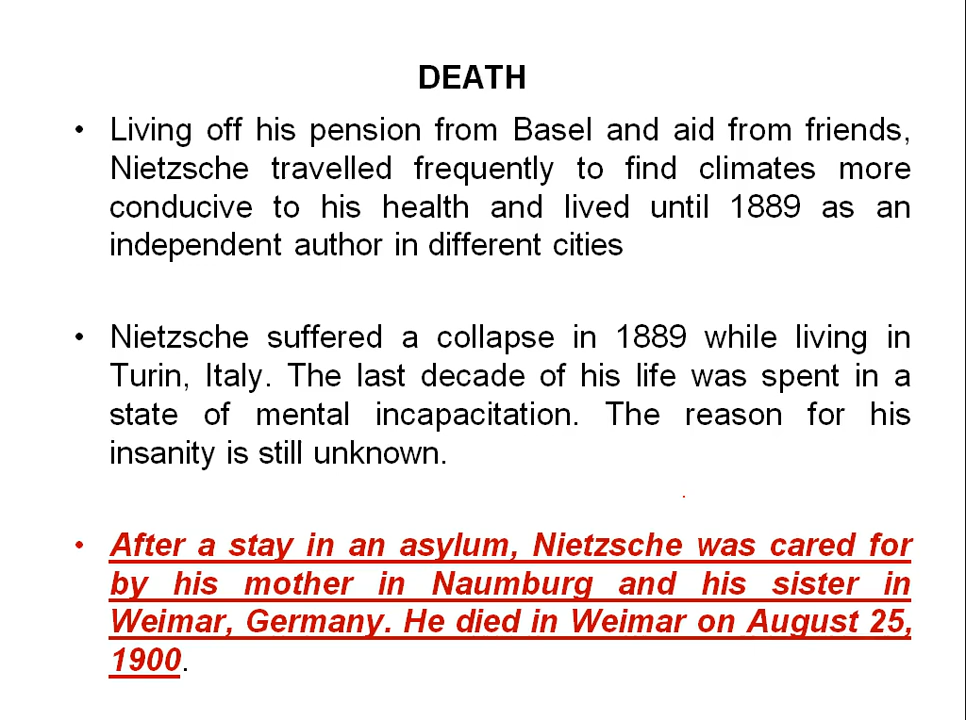 DEATH
• Living off his pension from Basel and aid from friends,
Nietzsche travelled frequently to find climates more
conducive to his health and lived until 1889 as an
independent author in different cities
• Nietzsche suffered a collapse in 1889 while living in
Turin, Italy. The last decade of his life was spent in a
state of mental incapacitation. The reason for his
insanity is still unknown.
• After a stay in an asylum, Nietzsche was cared for
by his mother in Naumburg and his sister in
Weimar, Germany. He died in Weimar on August 25,
1900.